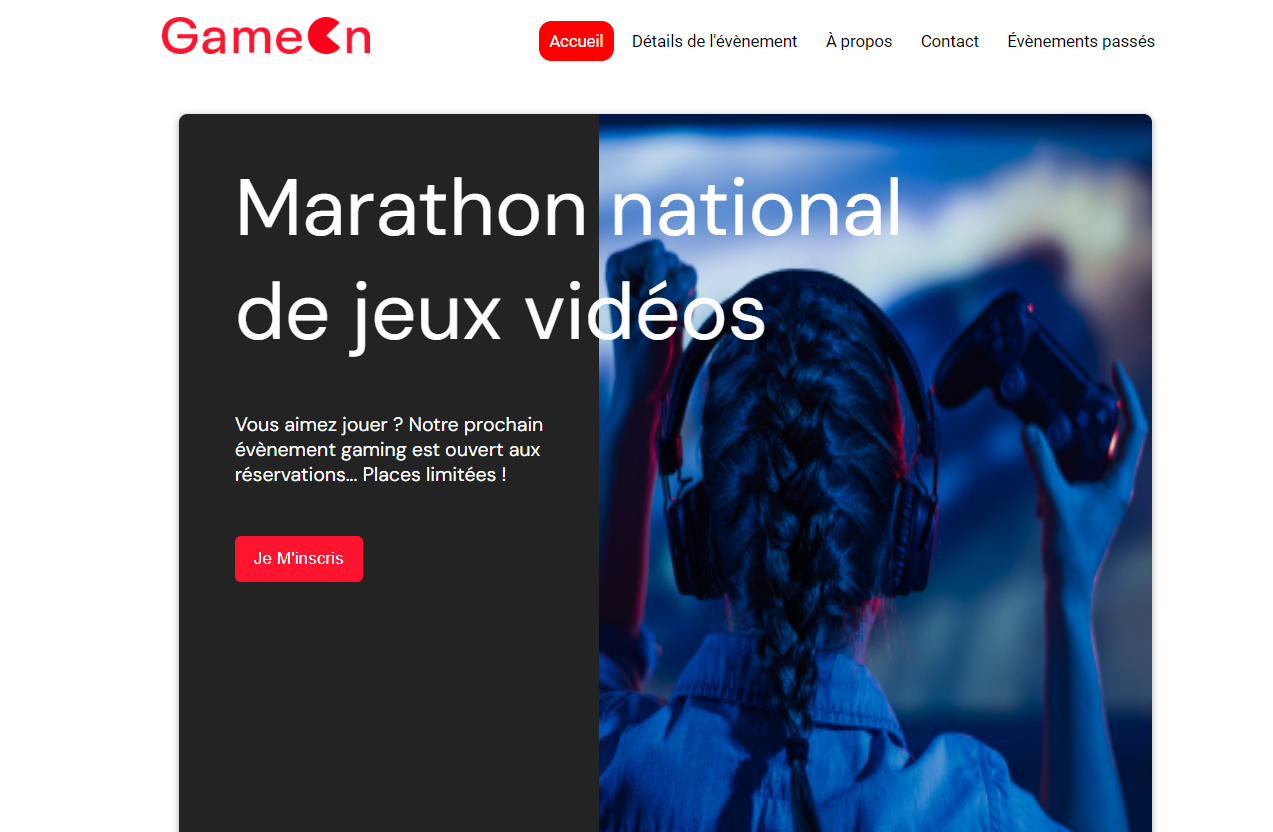 GameOn
Accueil Détails de l'évènement À propos Contact Évènements passés
Marathon national
de jeux vidéos
Vous aimez jouer ? Notre prochain
évènement gaming est ouvert aux
réservations... Places limitées !
Je M'inscris